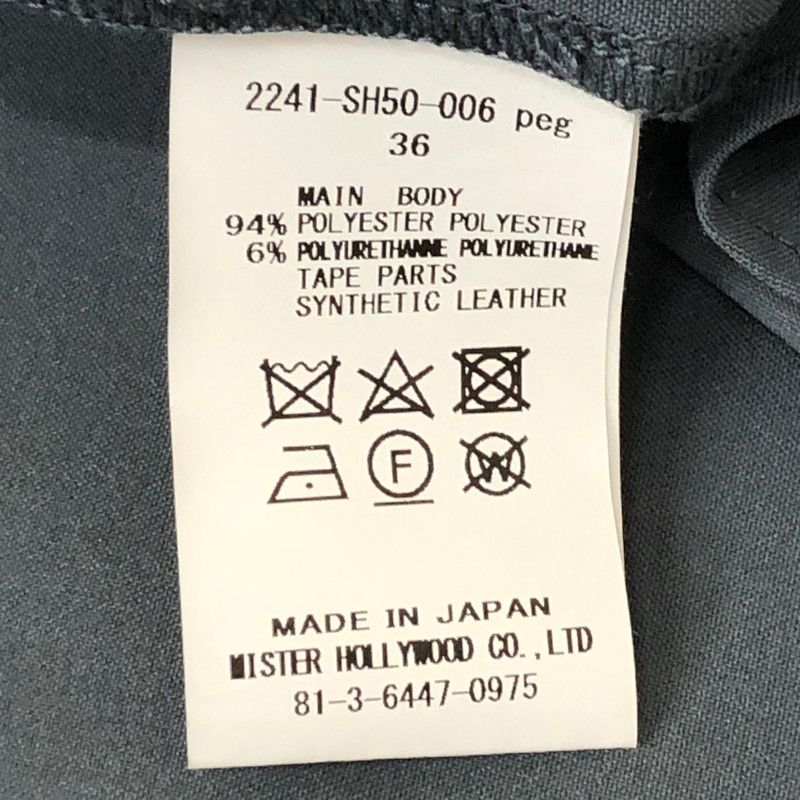 2241-SH50-006 peg
36
MAIN BODY
94% POLYESTER POLYESTER
6% POLYURETHANNE POLYURETHANE
TAPE PARTS
SYNTHETIC LEATHER
F W
MADE IN JAPAN
MISTER HOLLYWOOD CO.,LTD
81-3-6447-0975